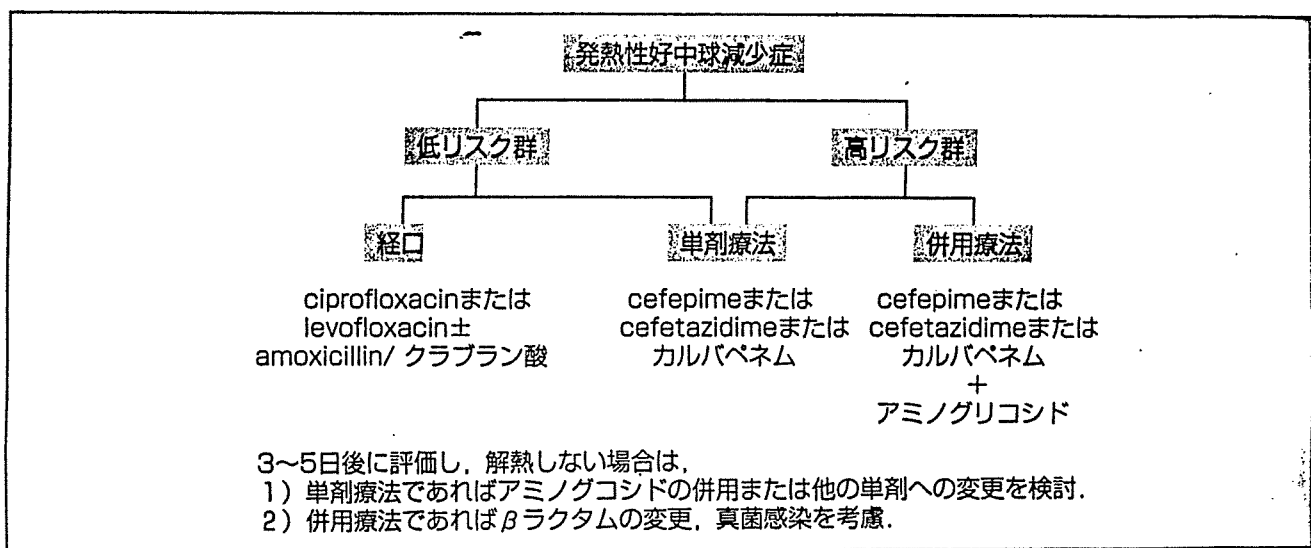 発熱性好中球減少症
低リスク群
高リスク群
経口
単剤療法
併用療法
ciprofloxacinまたは
levofloxacin±
amoxicillin/ クラブラン酸
cefepimeまたは
cefetazidimeまたは
カルバペネム
cefepimeまたは
cefetazidimeまたは
カルバペネム
＋
アミノグリコシド
3〜5日後に評価し，解熱しない場合は，
1）単剤療法であればアミノグコシドの併用または他の単剤への変更を検討．
2）併用療法であればβラクタムの変更，真菌感染を考慮．